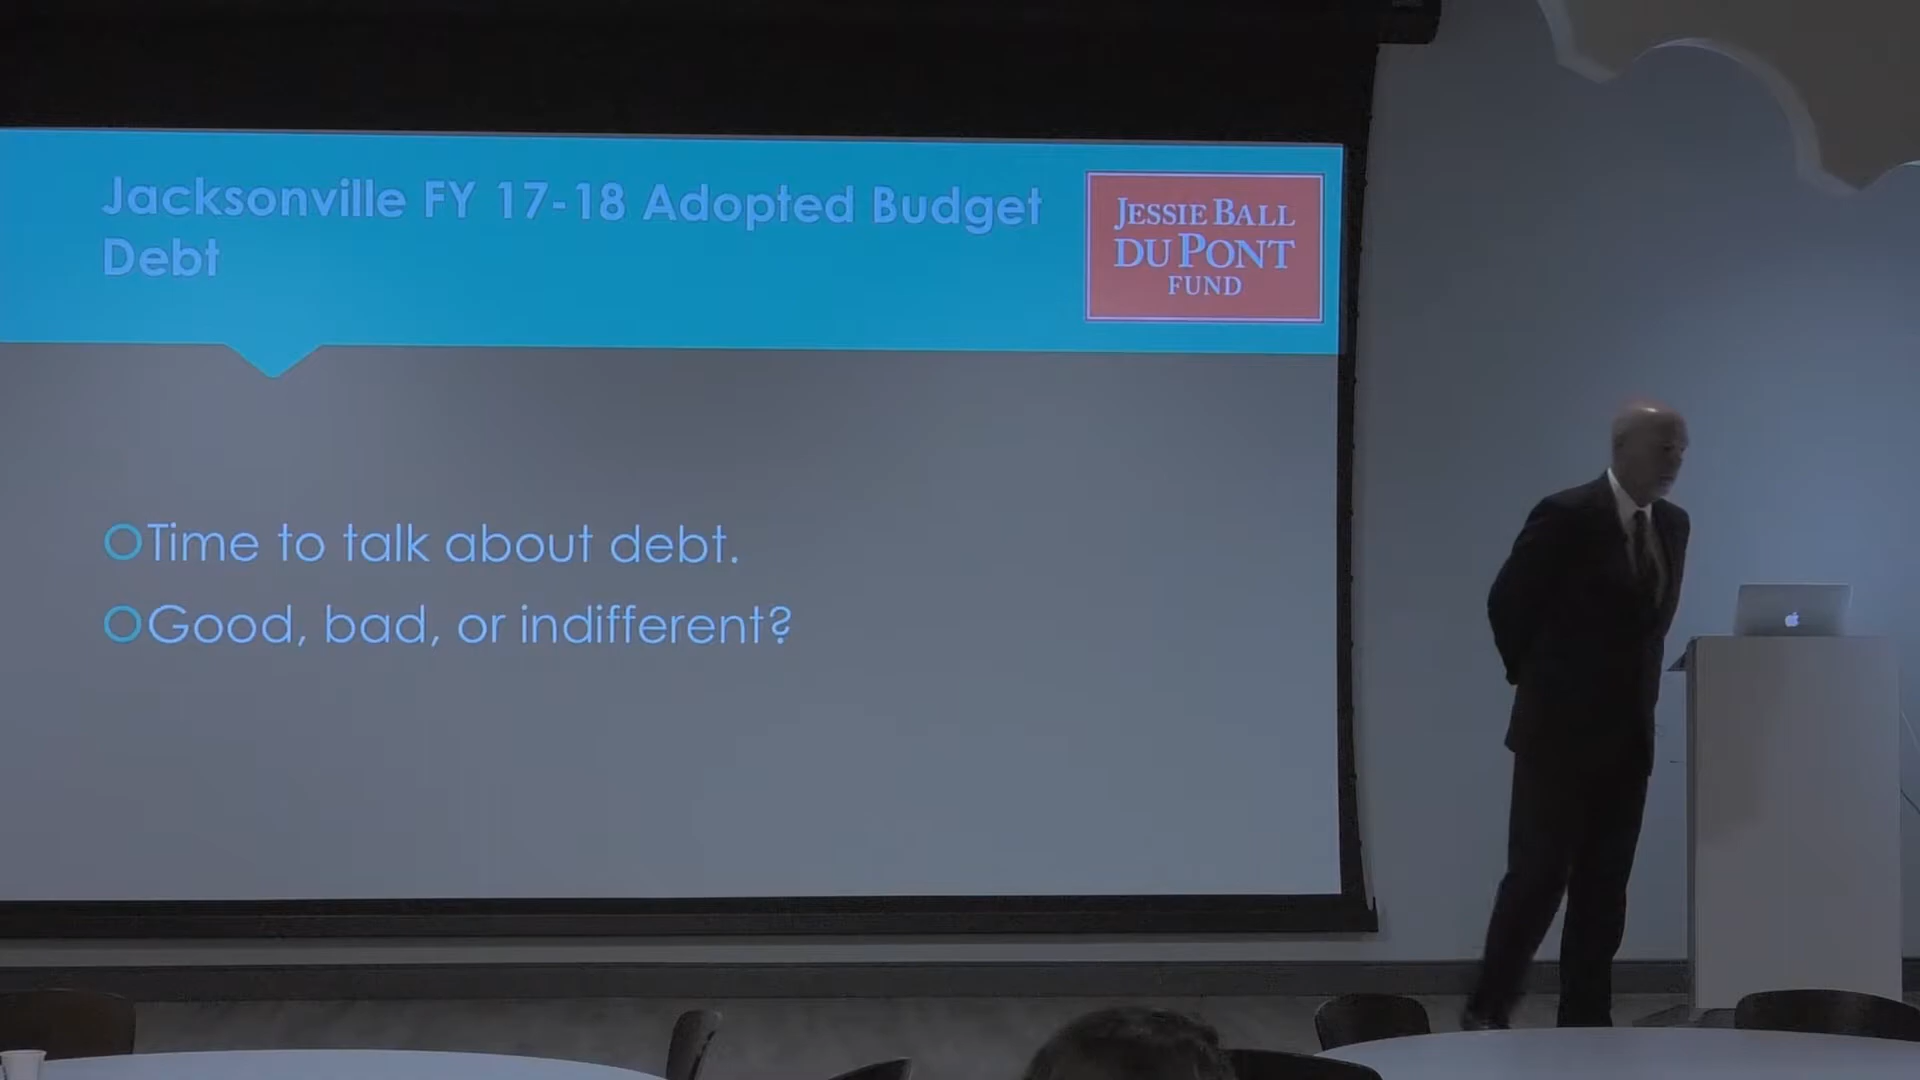 Jacksonville FY 17-18 Adopted Budget
Debt
JESSIE BALL
DU PONT
FUND
Time to talk about debt.
Good, bad, or indifferent?